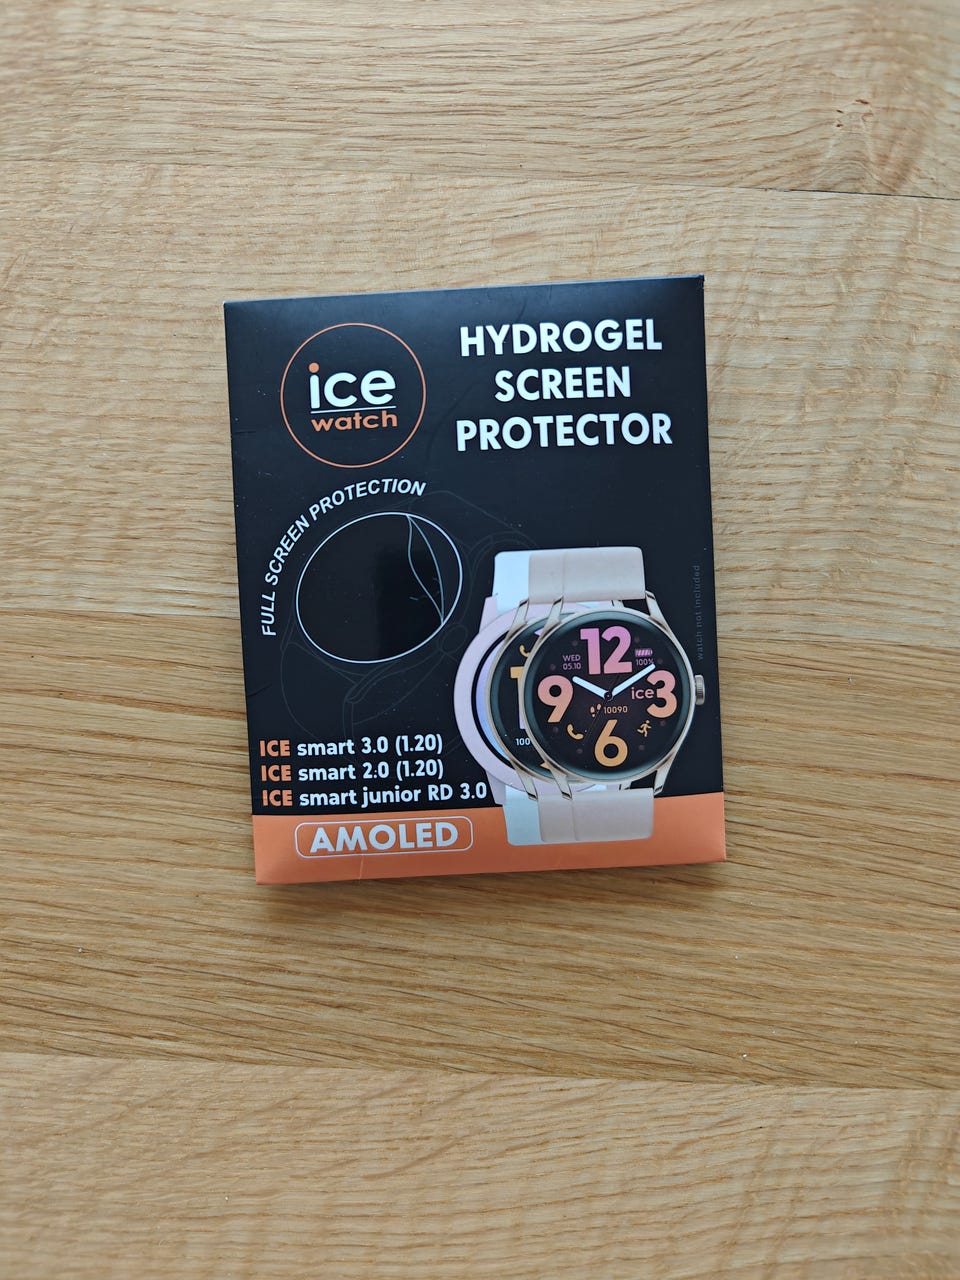 ice
watch
HYDROGEL
SCREEN
PROTECTOR
FULL SCREEN PROTECTION
watch not included
12
WED
05.10
100%
9
ice
3
10090
6
100
ICE smart 3.0 (1.20)
ICE smart 2.0 (1.20)
ICE smart junior RD 3.0
AMOLED